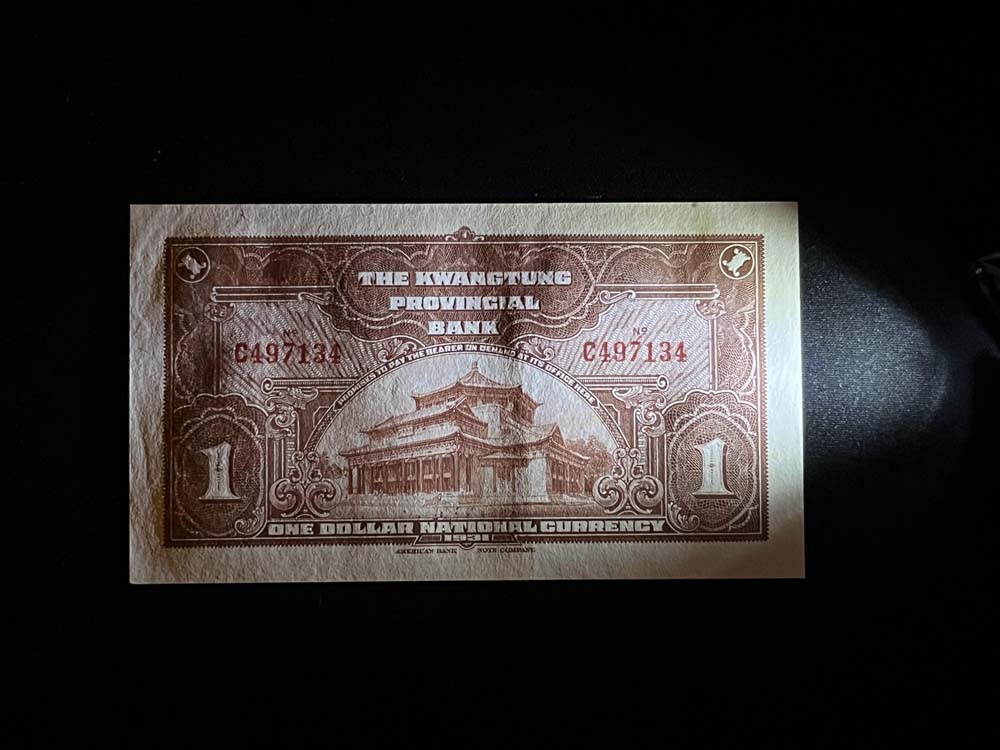 THE KWANGTUNG
PROVINCIAL
BANK
Nº
C497134
Nº
C497134
PROMISES TO PAY THE BEARER ON DEMAND AT ITS OFFICE HERE
1
1
ONE DOLLAR NATIONAL CURRENCY
1931
AMERICAN BANK NOTE COMPANY